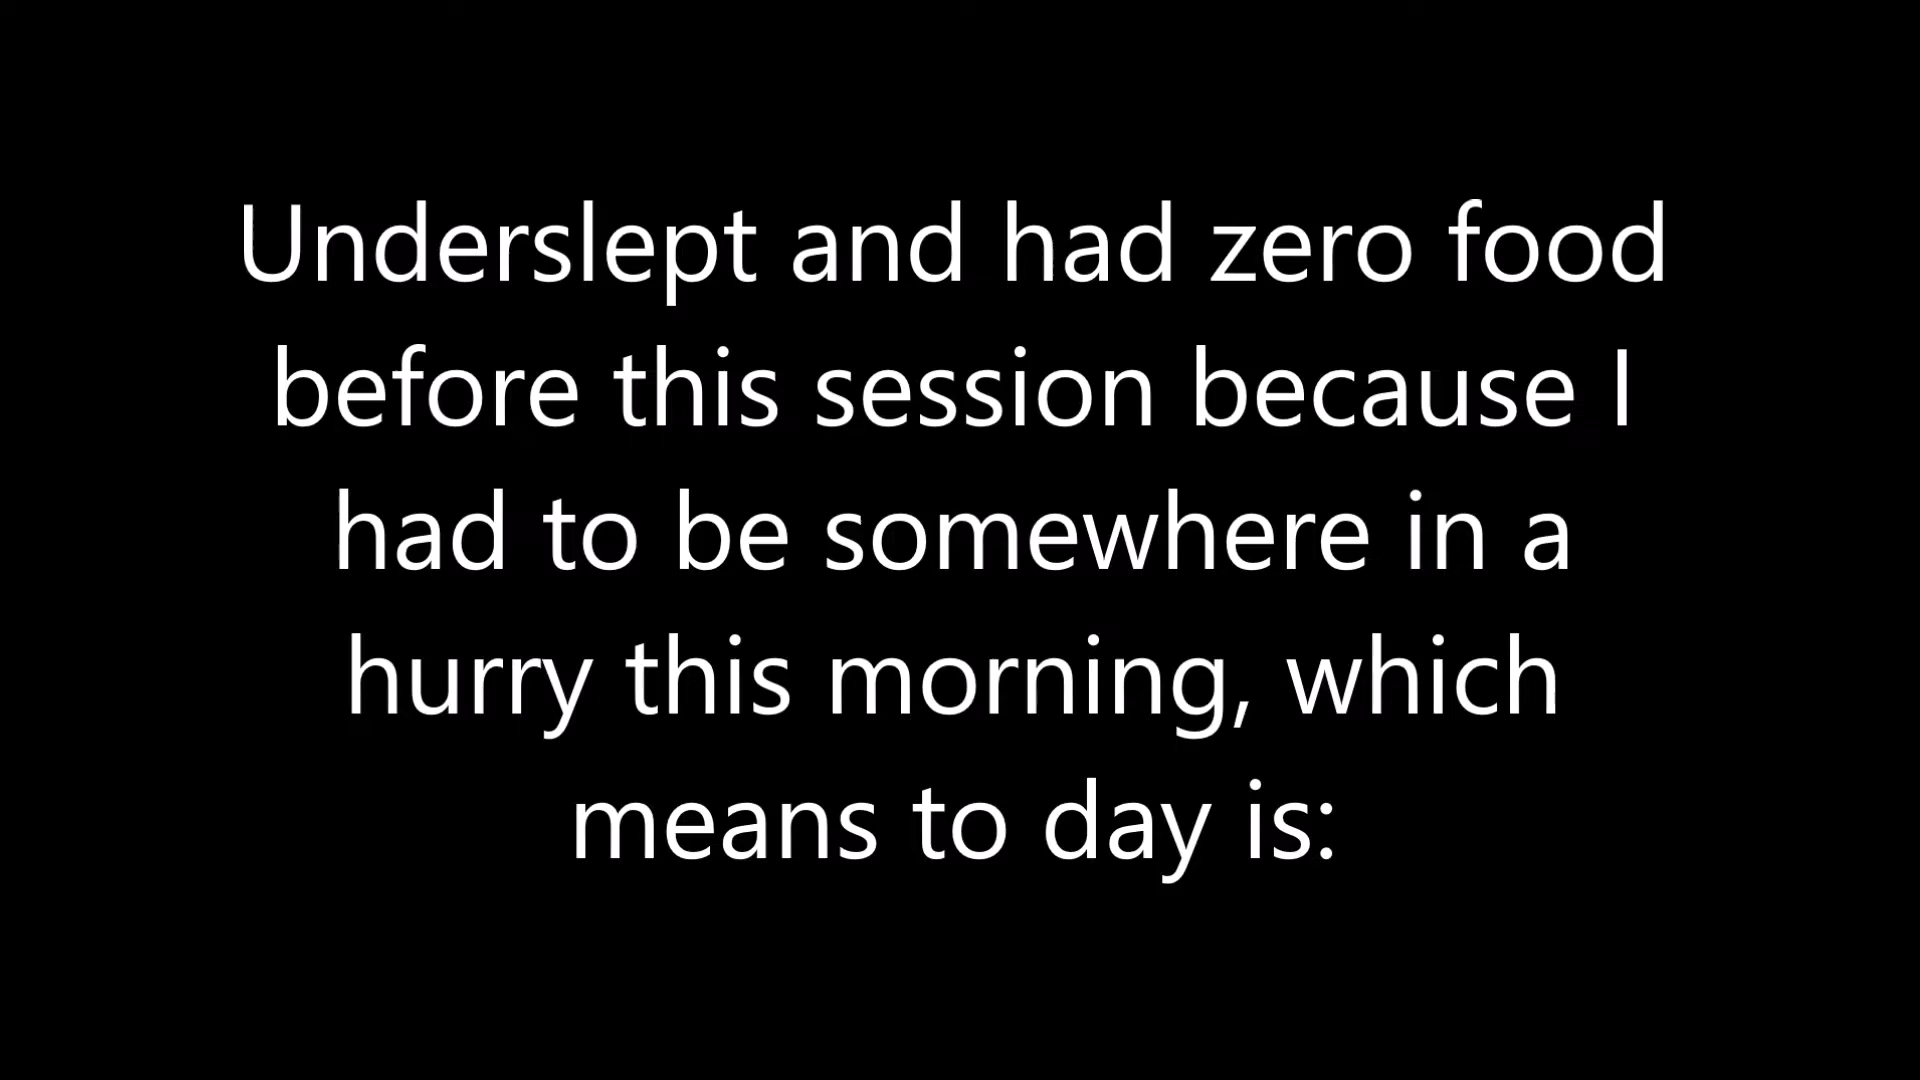 Underslept and had zero food
before this session because I
had to be somewhere in a
hurry this morning, which
means to day is: